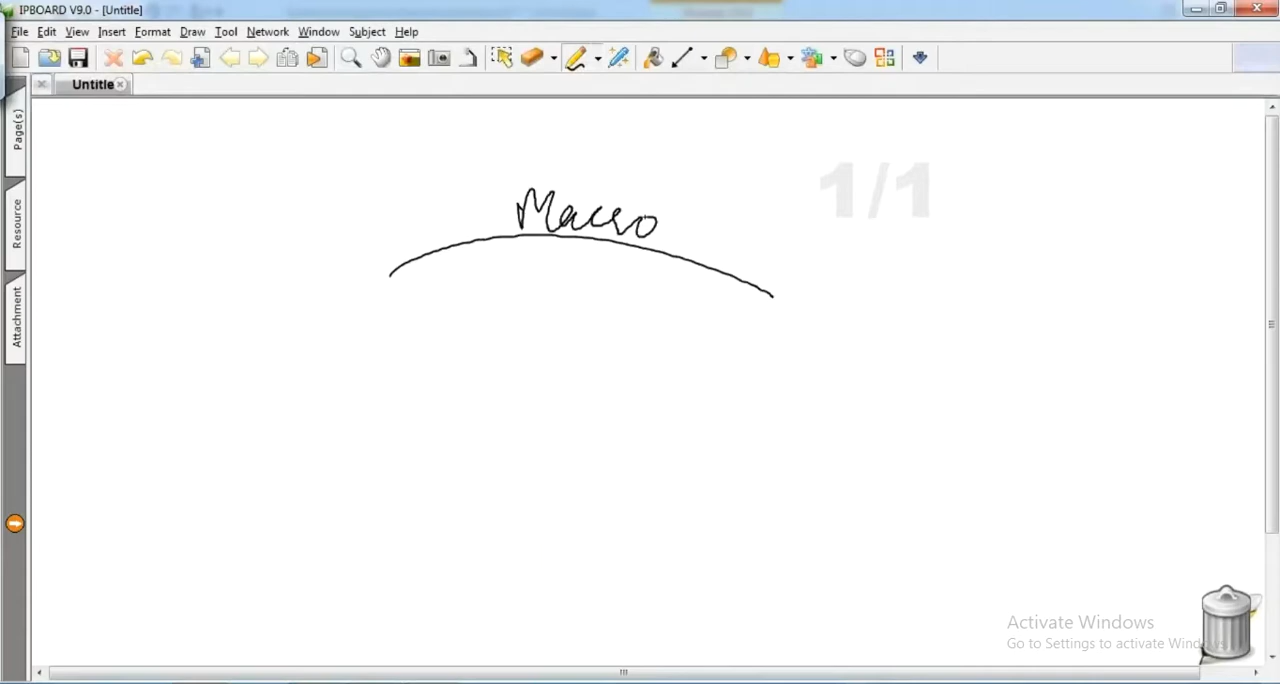 IPBOARD V9.0 - [Untitle]
File Edit View Insert Format Draw Tool Network Window Subject Help
Untitle
Page(s)
Resource
Attachment
1/1
Macro
Activate Windows
Go to Settings to activate Windows.